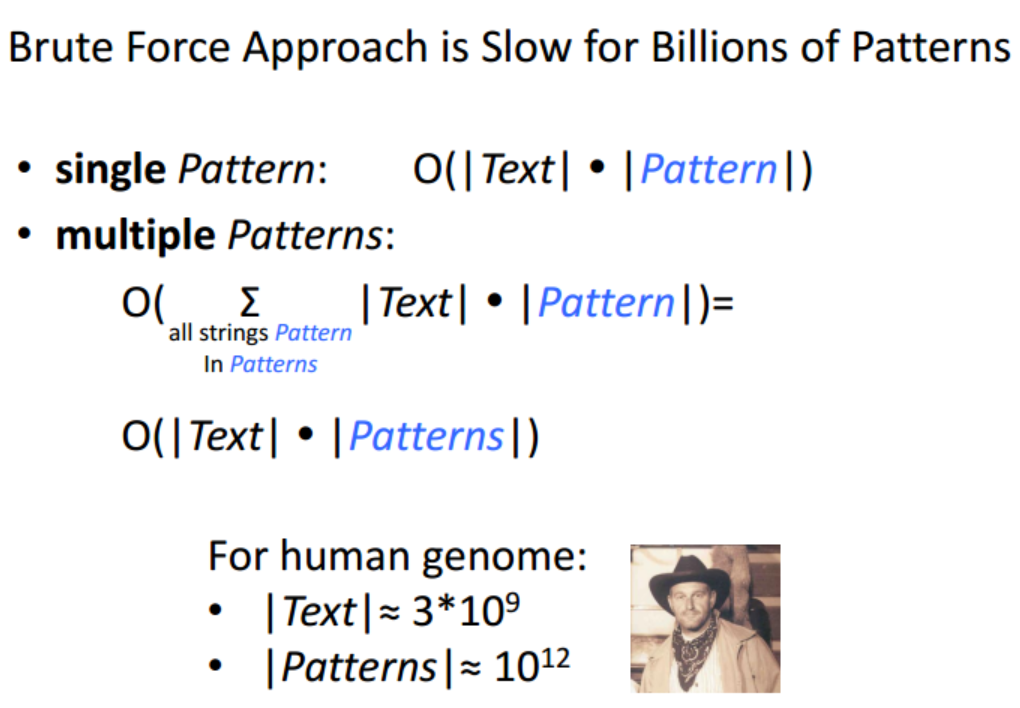 Brute Force Approach is Slow for Billions of Patterns
• single Pattern: O(|Text| • |Pattern|)
• multiple Patterns:
O( Σ |Text| • |Pattern|)=
all strings Pattern
In Patterns
O(|Text| • |Patterns|)
For human genome:
• |Text|≈ 3*10⁹
• |Patterns|≈ 10¹²